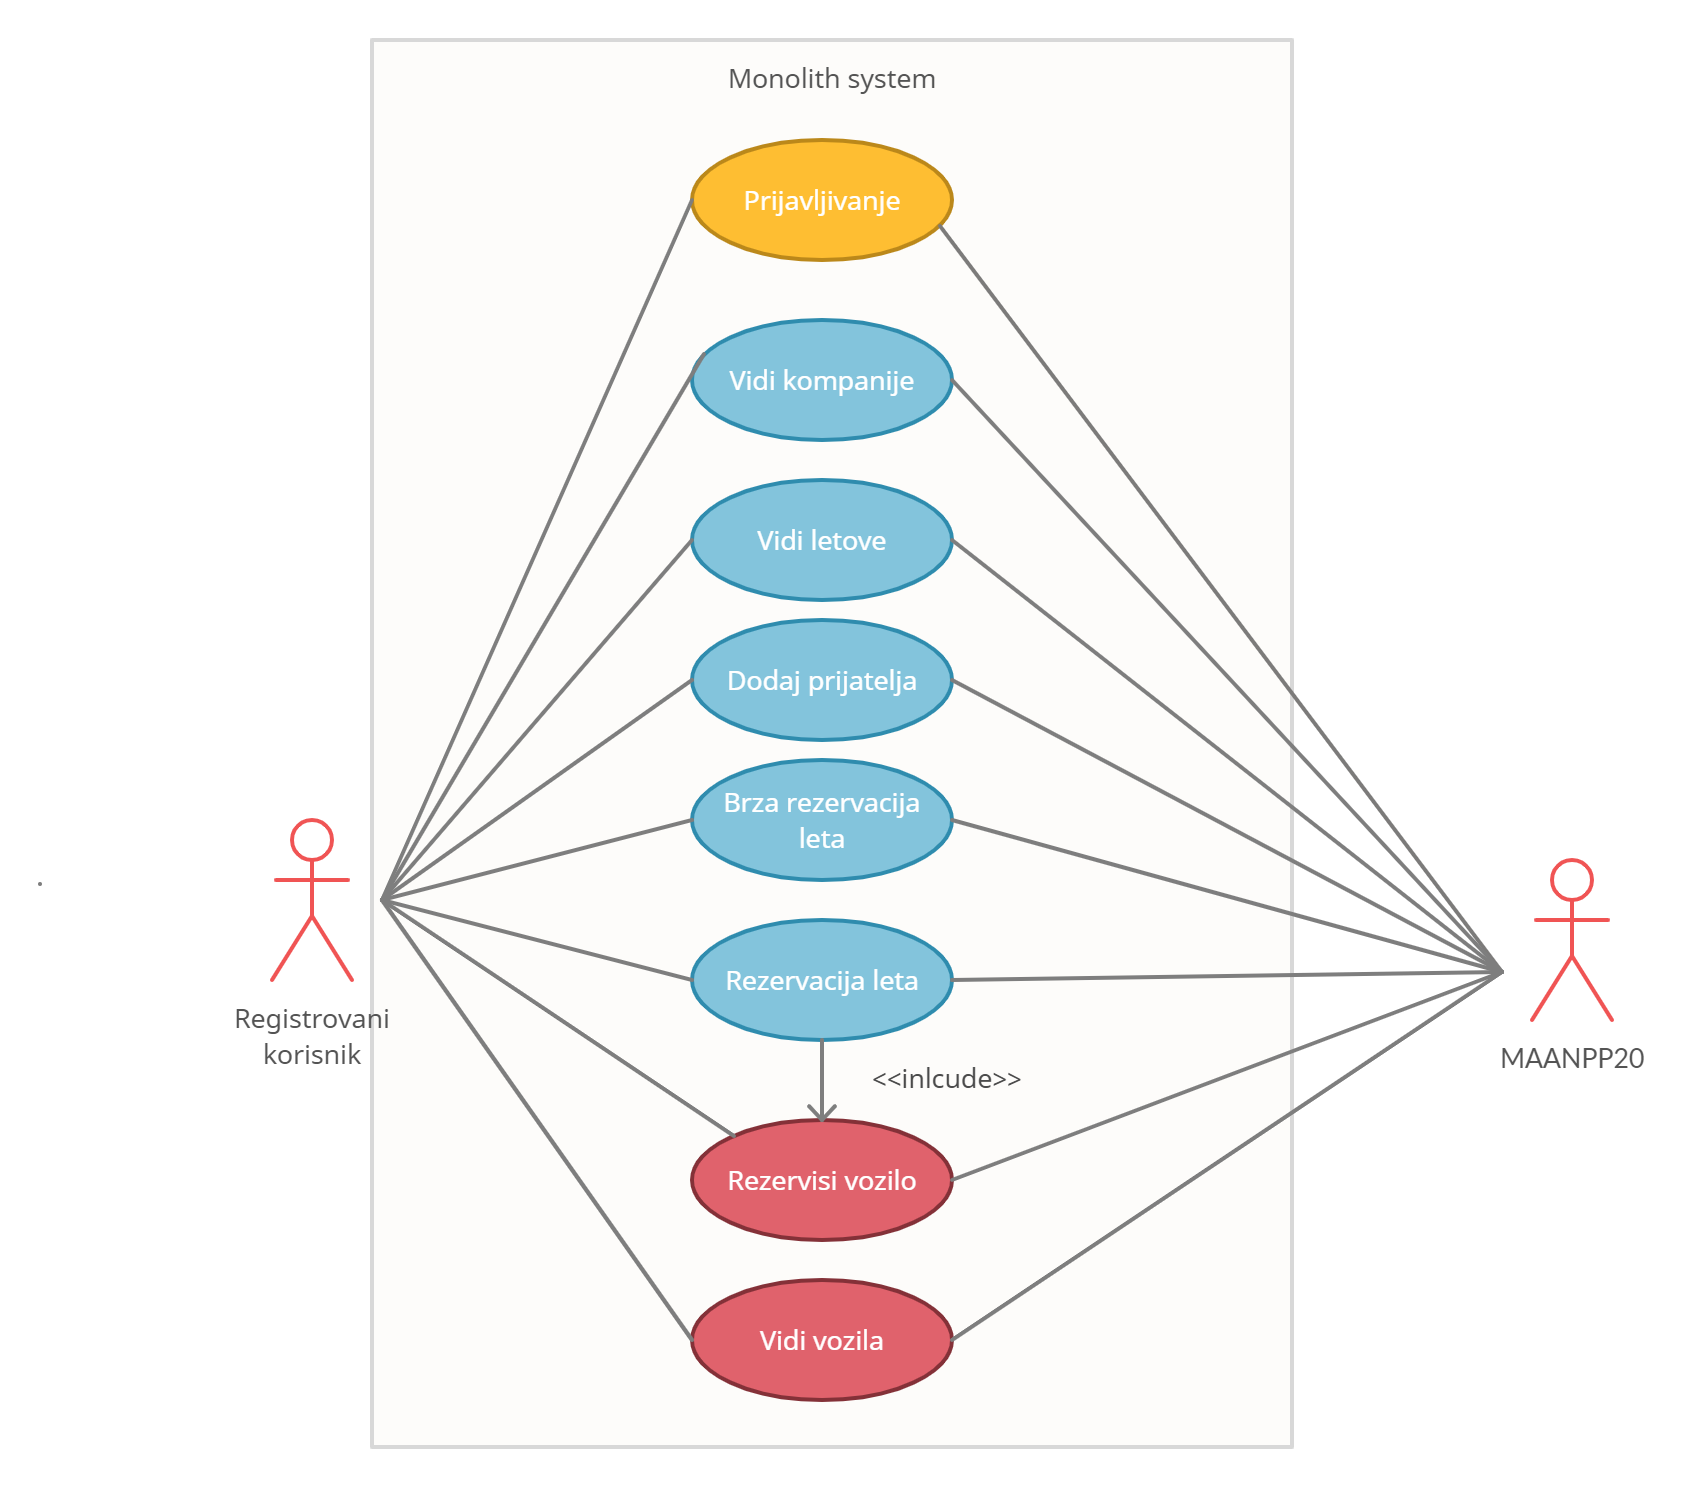 Monolith system
Prijavljivanje
Vidi kompanije
Vidi letove
Dodaj prijatelja
Brza rezervacija
leta
Rezervacija leta
Registrovani
korisnik
MAANPP20
<<inlcude>>
Rezervisi vozilo
Vidi vozila